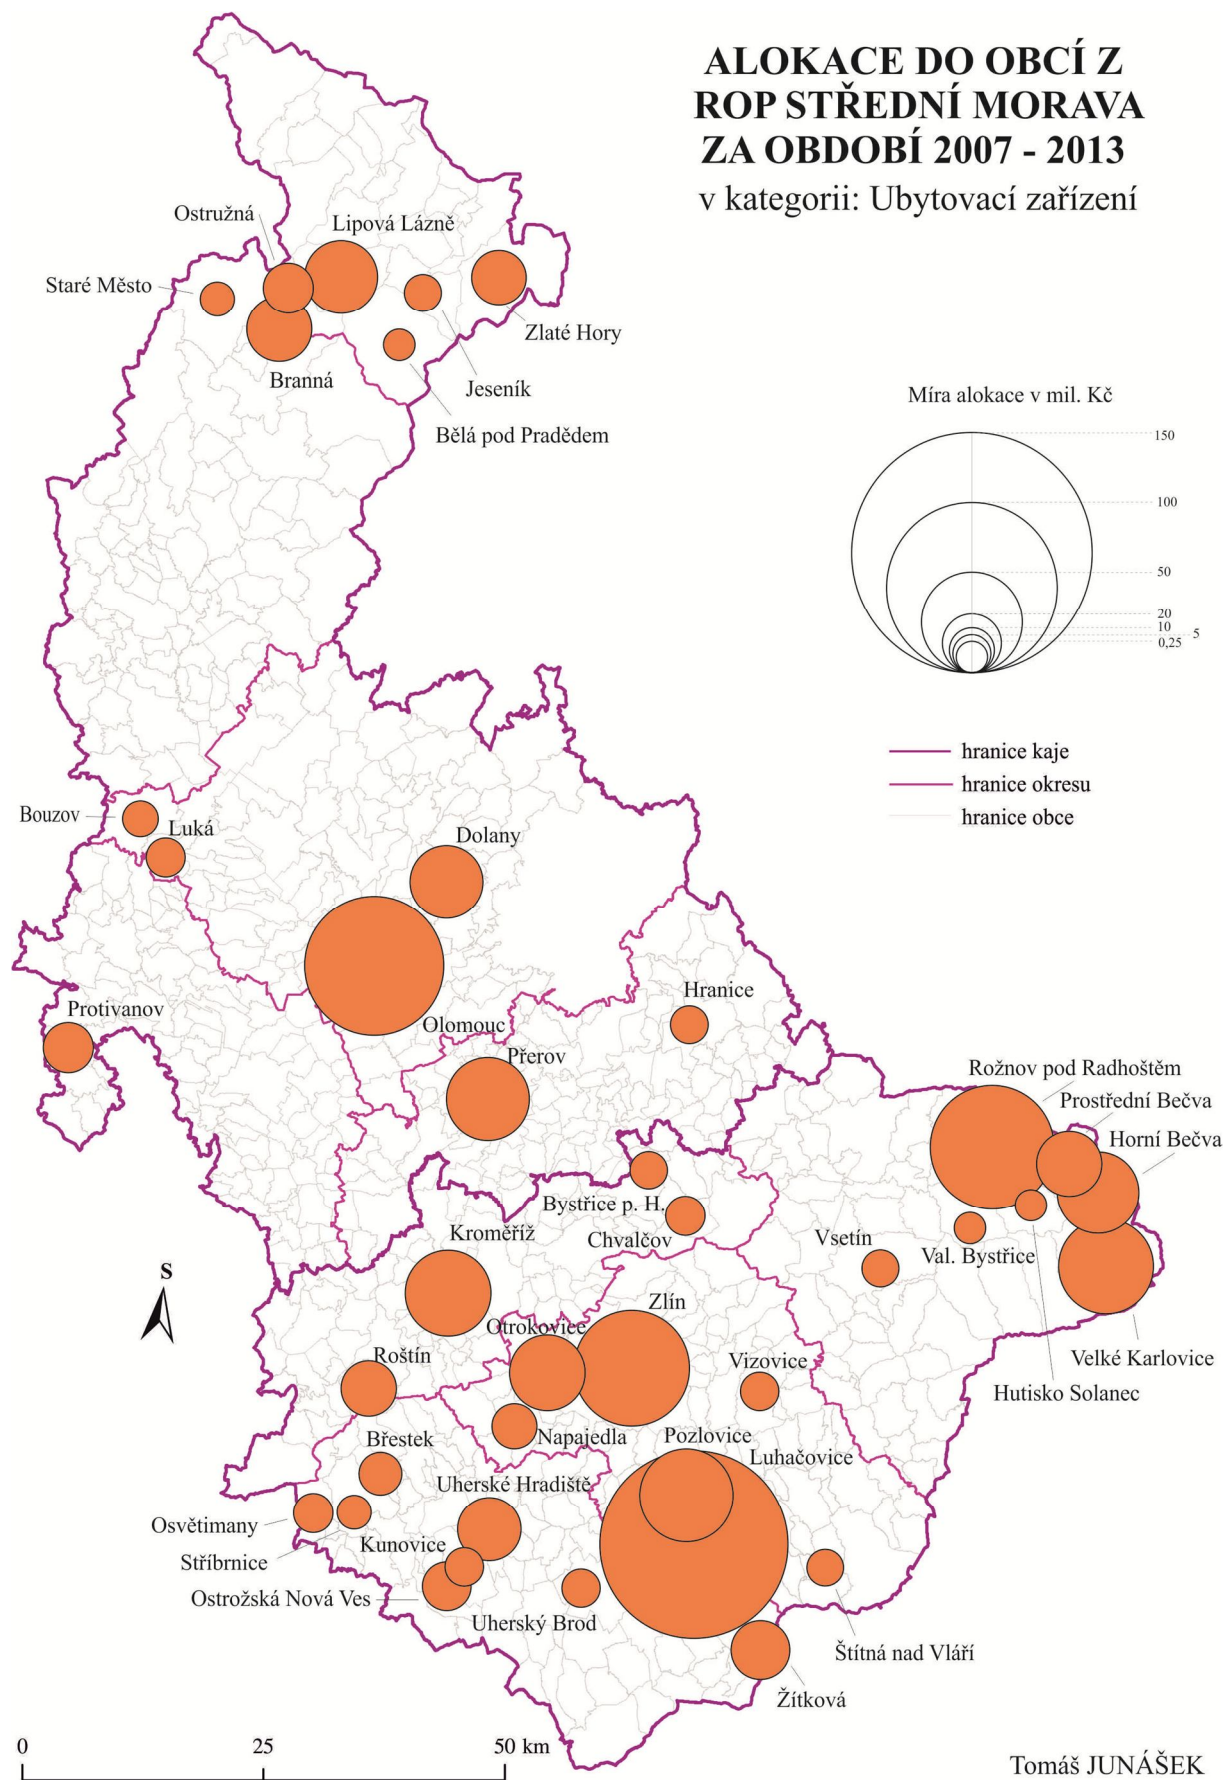 ALOKACE DO OBCÍ Z
ROP STŘEDNÍ MORAVA
ZA OBDOBÍ 2007 - 2013
v kategorii: Ubytovací zařízení
Ostružná
Lipová Lázně
Staré Město
Zlaté Hory
Branná
Jeseník
Bělá pod Pradědem
Míra alokace v mil. Kč
150
100
50
20
10
5
0,25
hranice kaje
hranice okresu
hranice obce
Bouzov
Luká
Dolany
Hranice
Protivanov
Olomouc
Přerov
Rožnov pod Radhoštěm
Prostřední Bečva
Horní Bečva
Bystřice p. H.
Chvalčov
Kroměříž
Vsetín
Val. Bystřice
S
Zlín
Otrokovice
Roštín
Vizovice
Velké Karlovice
Hutisko Solanec
Napajedla
Pozlovice
Břestek
Luhačovice
Uherské Hradiště
Osvětimany
Stříbrnice
Kunovice
Ostrožská Nová Ves
Uherský Brod
Štítná nad Vláří
Žítková
0 25 50 km
Tomáš JUNÁŠEK